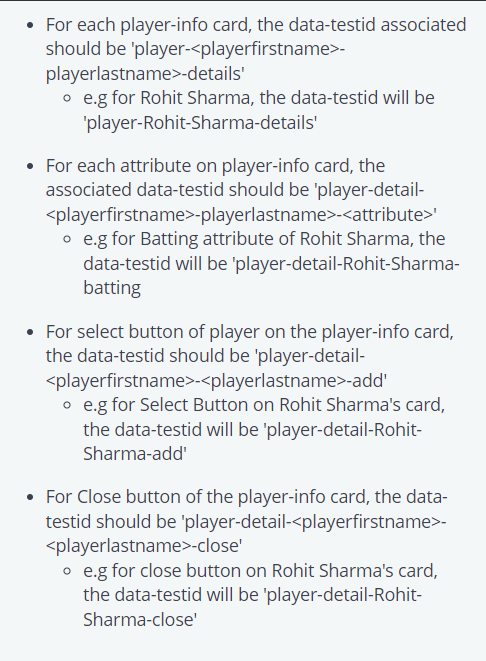 For each player-info card, the data-testid associated
should be 'player-<playerfirstname>-
playerlastname>-details'
e.g for Rohit Sharma, the data-testid will be
'player-Rohit-Sharma-details'
For each attribute on player-info card, the
associated data-testid should be 'player-detail-
<playerfirstname>-playerlastname>-<attribute>'
e.g for Batting attribute of Rohit Sharma, the
data-testid will be 'player-detail-Rohit-Sharma-
batting
For select button of player on the player-info card,
the data-testid should be 'player-detail-
<playerfirstname>-<playerlastname>-add'
e.g for Select Button on Rohit Sharma's card,
the data-testid will be 'player-detail-Rohit-
Sharma-add'
For Close button of the player-info card, the data-
testid should be 'player-detail-<playerfirstname>-
<playerlastname>-close'
e.g for close button on Rohit Sharma's card,
the data-testid will be 'player-detail-Rohit-
Sharma-close'